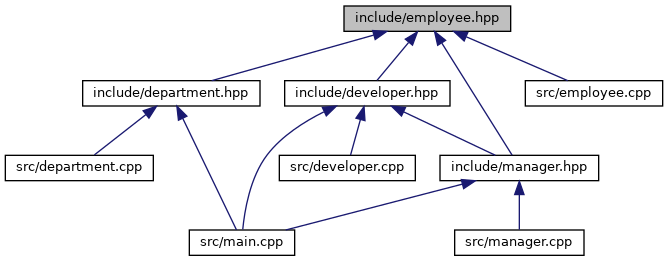 include/employee.hpp
include/department.hpp
include/developer.hpp
src/employee.cpp
src/department.cpp
src/developer.cpp
include/manager.hpp
src/main.cpp
src/manager.cpp